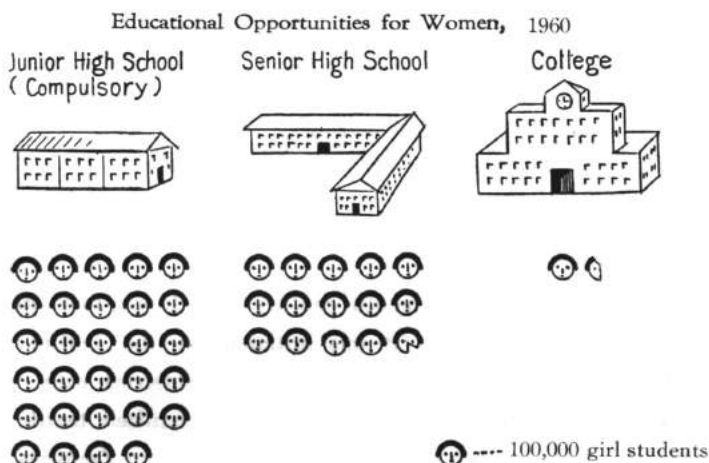 Educational Opportunities for Women, 1960
Junior High School
( Compulsory )
Senior High School
College
---- 100,000 girl students